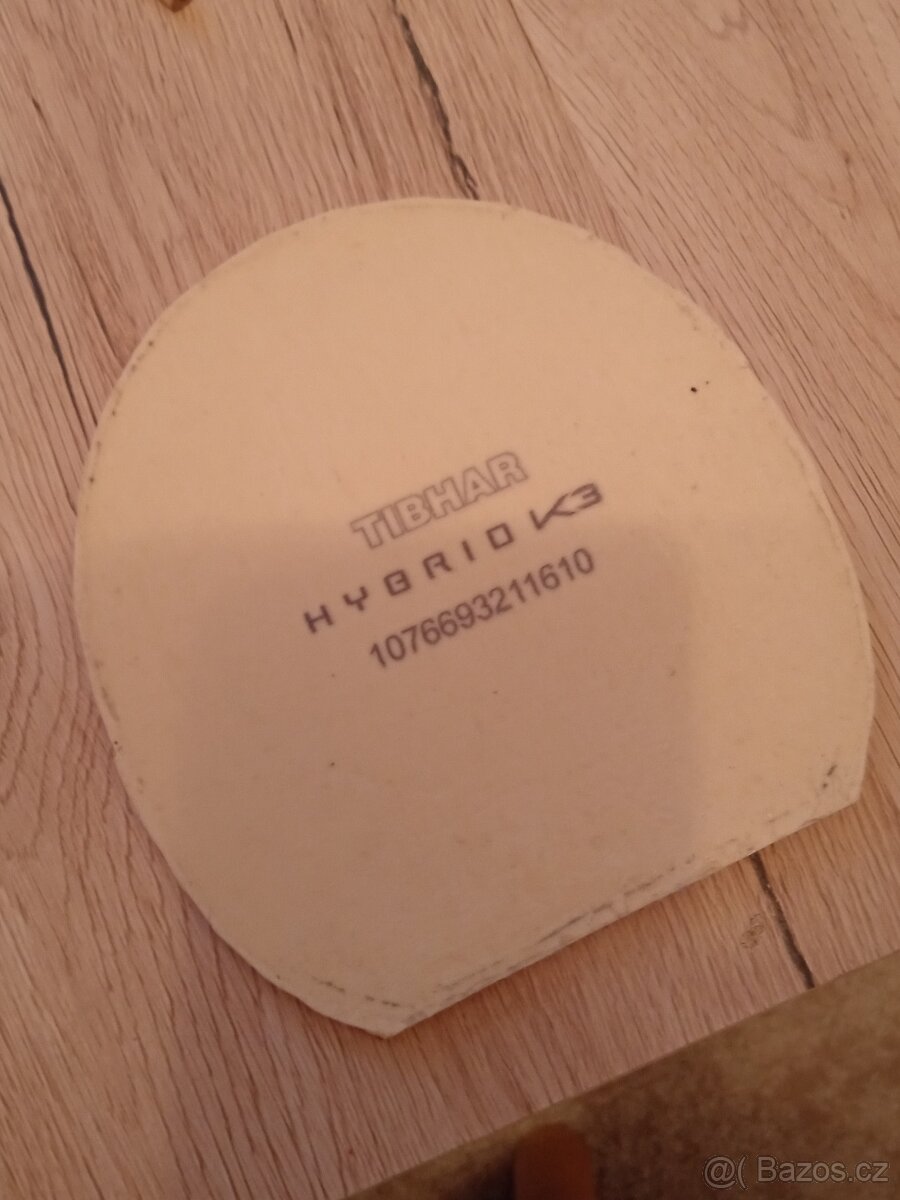 TIBHAR
HYBRID K3
1076693211610
@( Bazos.cz